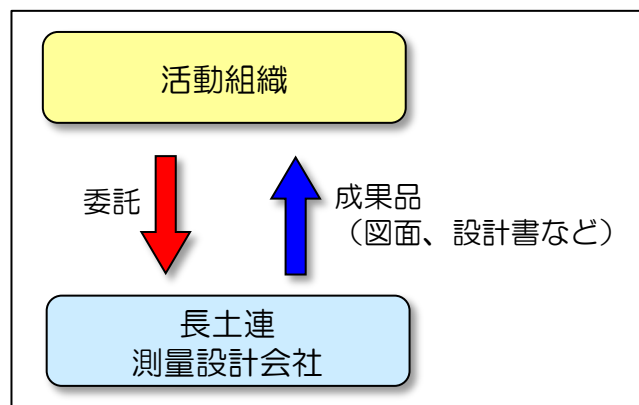 活動組織
委託
成果品
（図面、設計書など）
長土連
測量設計会社